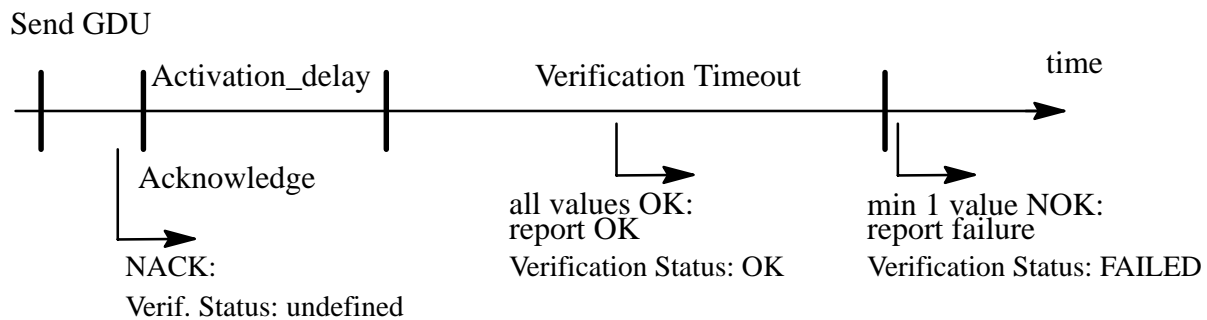 Send GDU
time
Activation_delay
Verification Timeout
Acknowledge
all values OK:
report OK
Verification Status: OK
min 1 value NOK:
report failure
Verification Status: FAILED
NACK:
Verif. Status: undefined